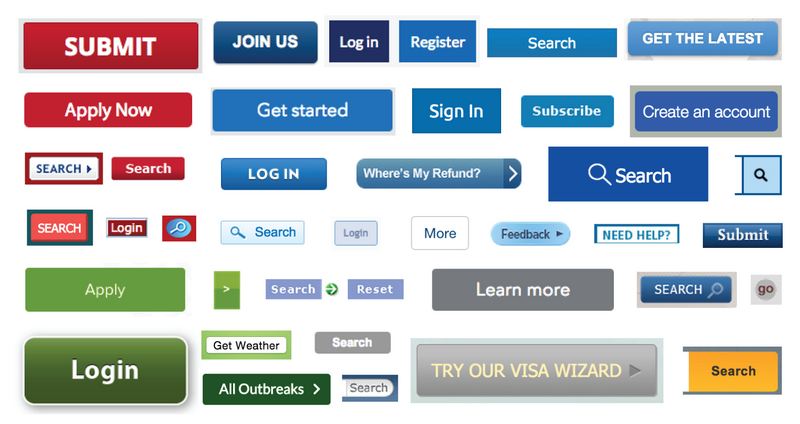 SUBMIT
JOIN US
Log in
Register
Search
GET THE LATEST
Apply Now
Get started
Sign In
Subscribe
Create an account
SEARCH
Search
LOG IN
Where's My Refund?
Search
SEARCH
Login
Search
Login
More
Feedback
NEED HELP?
Submit
Apply
>
Search
Reset
Learn more
SEARCH
go
Login
Get Weather
Search
All Outbreaks
Search
TRY OUR VISA WIZARD
Search